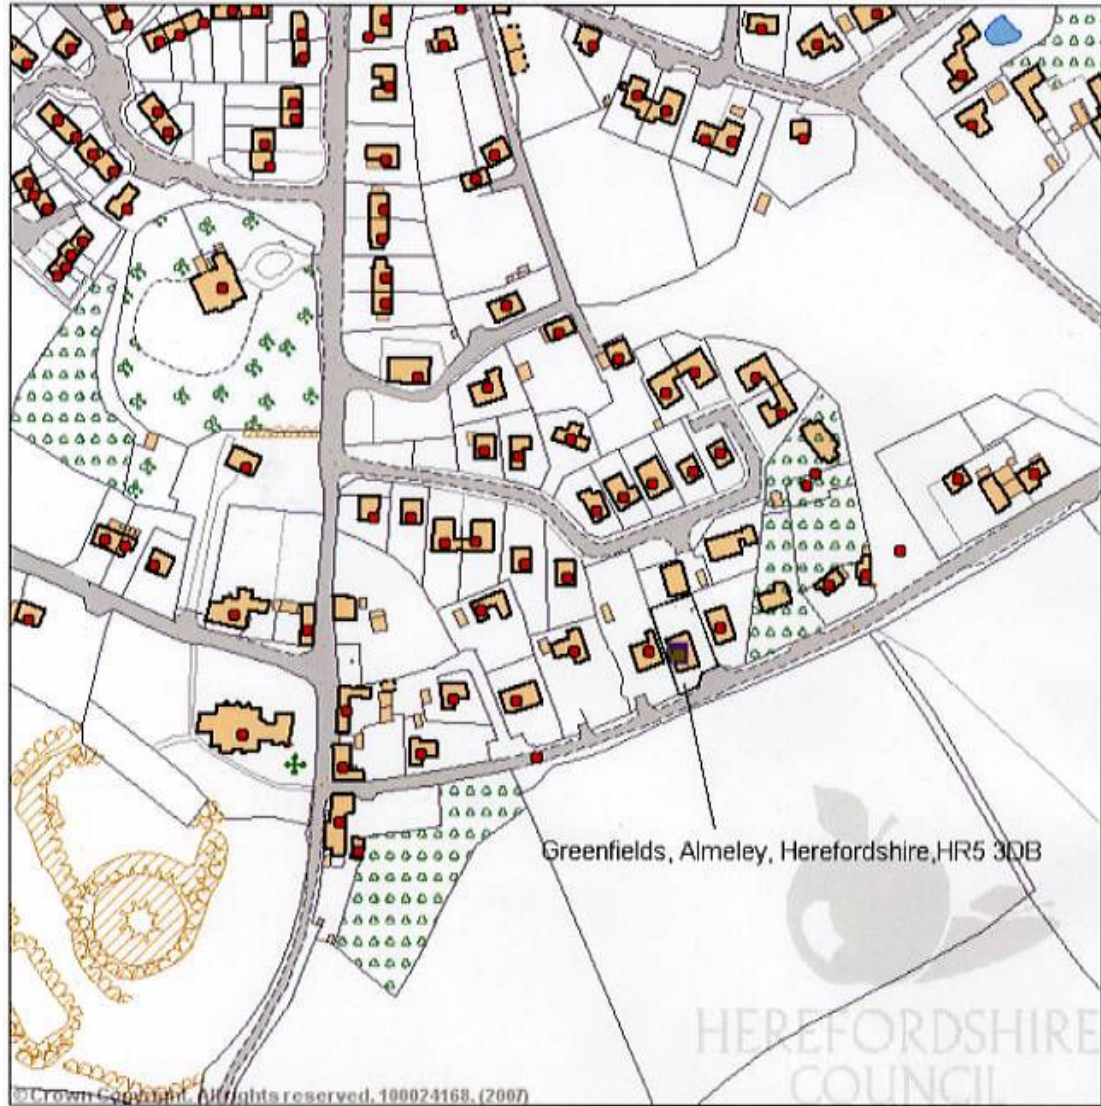 Greenfields, Almeley, Herefordshire,HR5 3DB
HEREFORDSHIRE
COUNCIL
© Crown Copyright. All rights reserved. 100024168. (2007)